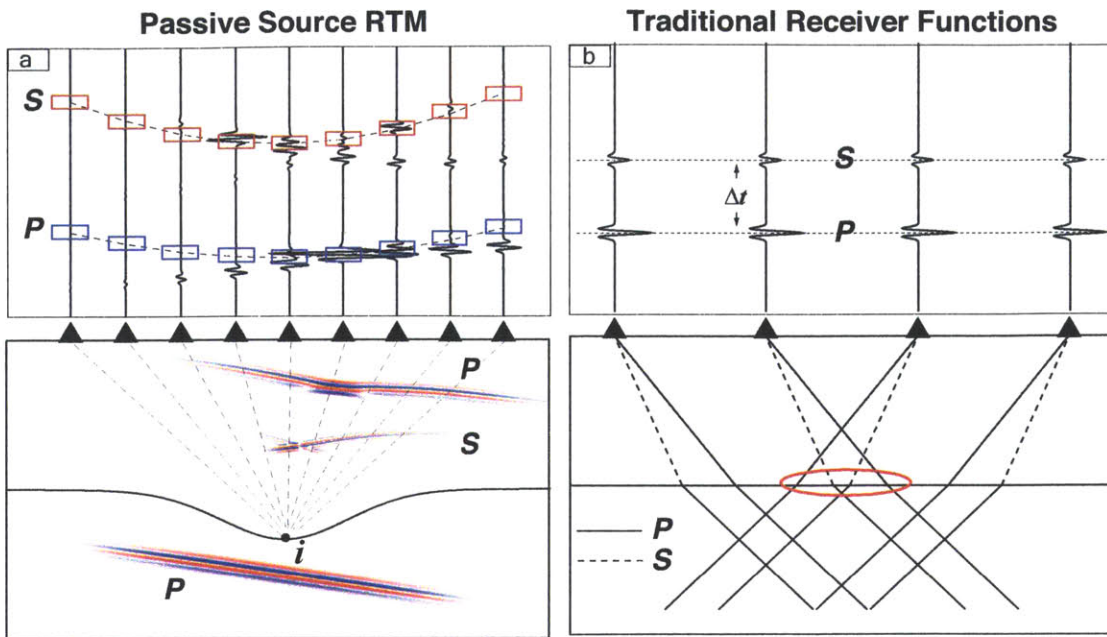 Passive Source RTM
Traditional Receiver Functions
a
S
P
b
S
Δt
P
P
S
i
P
P
S